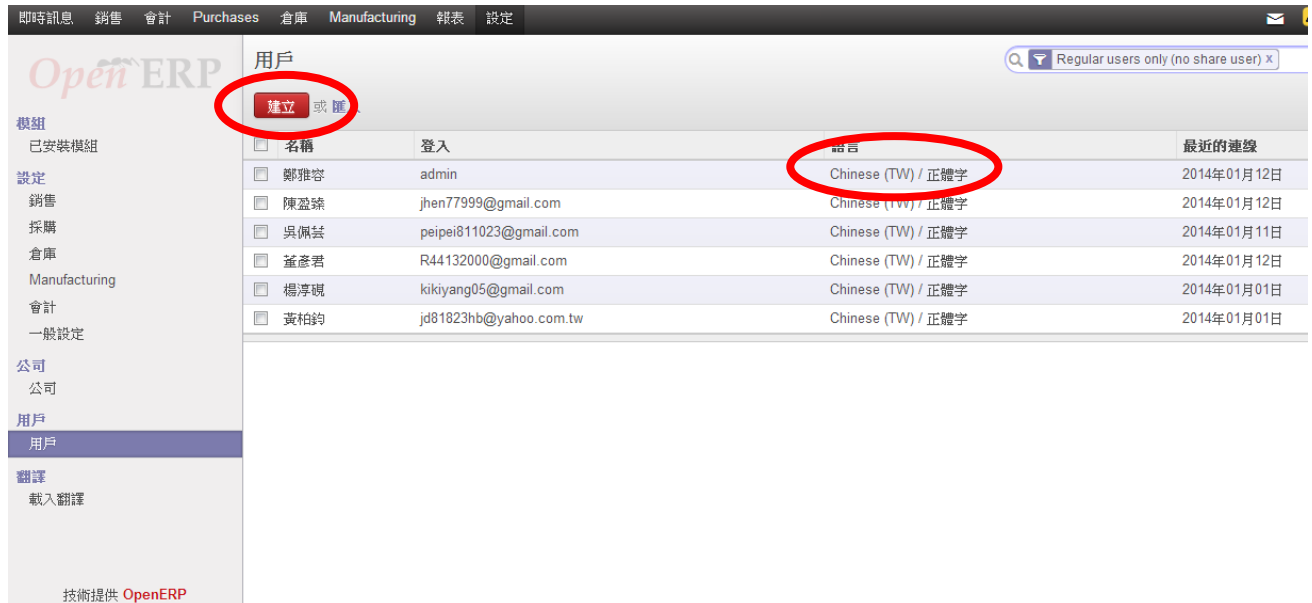 即時訊息 銷售 會計 Purchases 倉庫 Manufacturing 報表 設定
Open ERP
模組
已安裝模組
設定
銷售
採購
倉庫
Manufacturing
會計
一般設定
公司
公司
用戶
用戶
翻譯
載入翻譯
技術提供 OpenERP
用戶
Regular users only (no share user) x
建立 或 匯入
名稱 登入 語言 最近的連線
鄭雅容 admin Chinese (TW) / 正體字 2014年01月12日
陳盈臻 jhen77999@gmail.com Chinese (TW) / 正體字 2014年01月12日
吳佩芸 peipei811023@gmail.com Chinese (TW) / 正體字 2014年01月11日
董彥君 R44132000@gmail.com Chinese (TW) / 正體字 2014年01月12日
楊淳硯 kikiyang05@gmail.com Chinese (TW) / 正體字 2014年01月01日
黃柏鈞 jd81823hb@yahoo.com.tw Chinese (TW) / 正體字 2014年01月01日